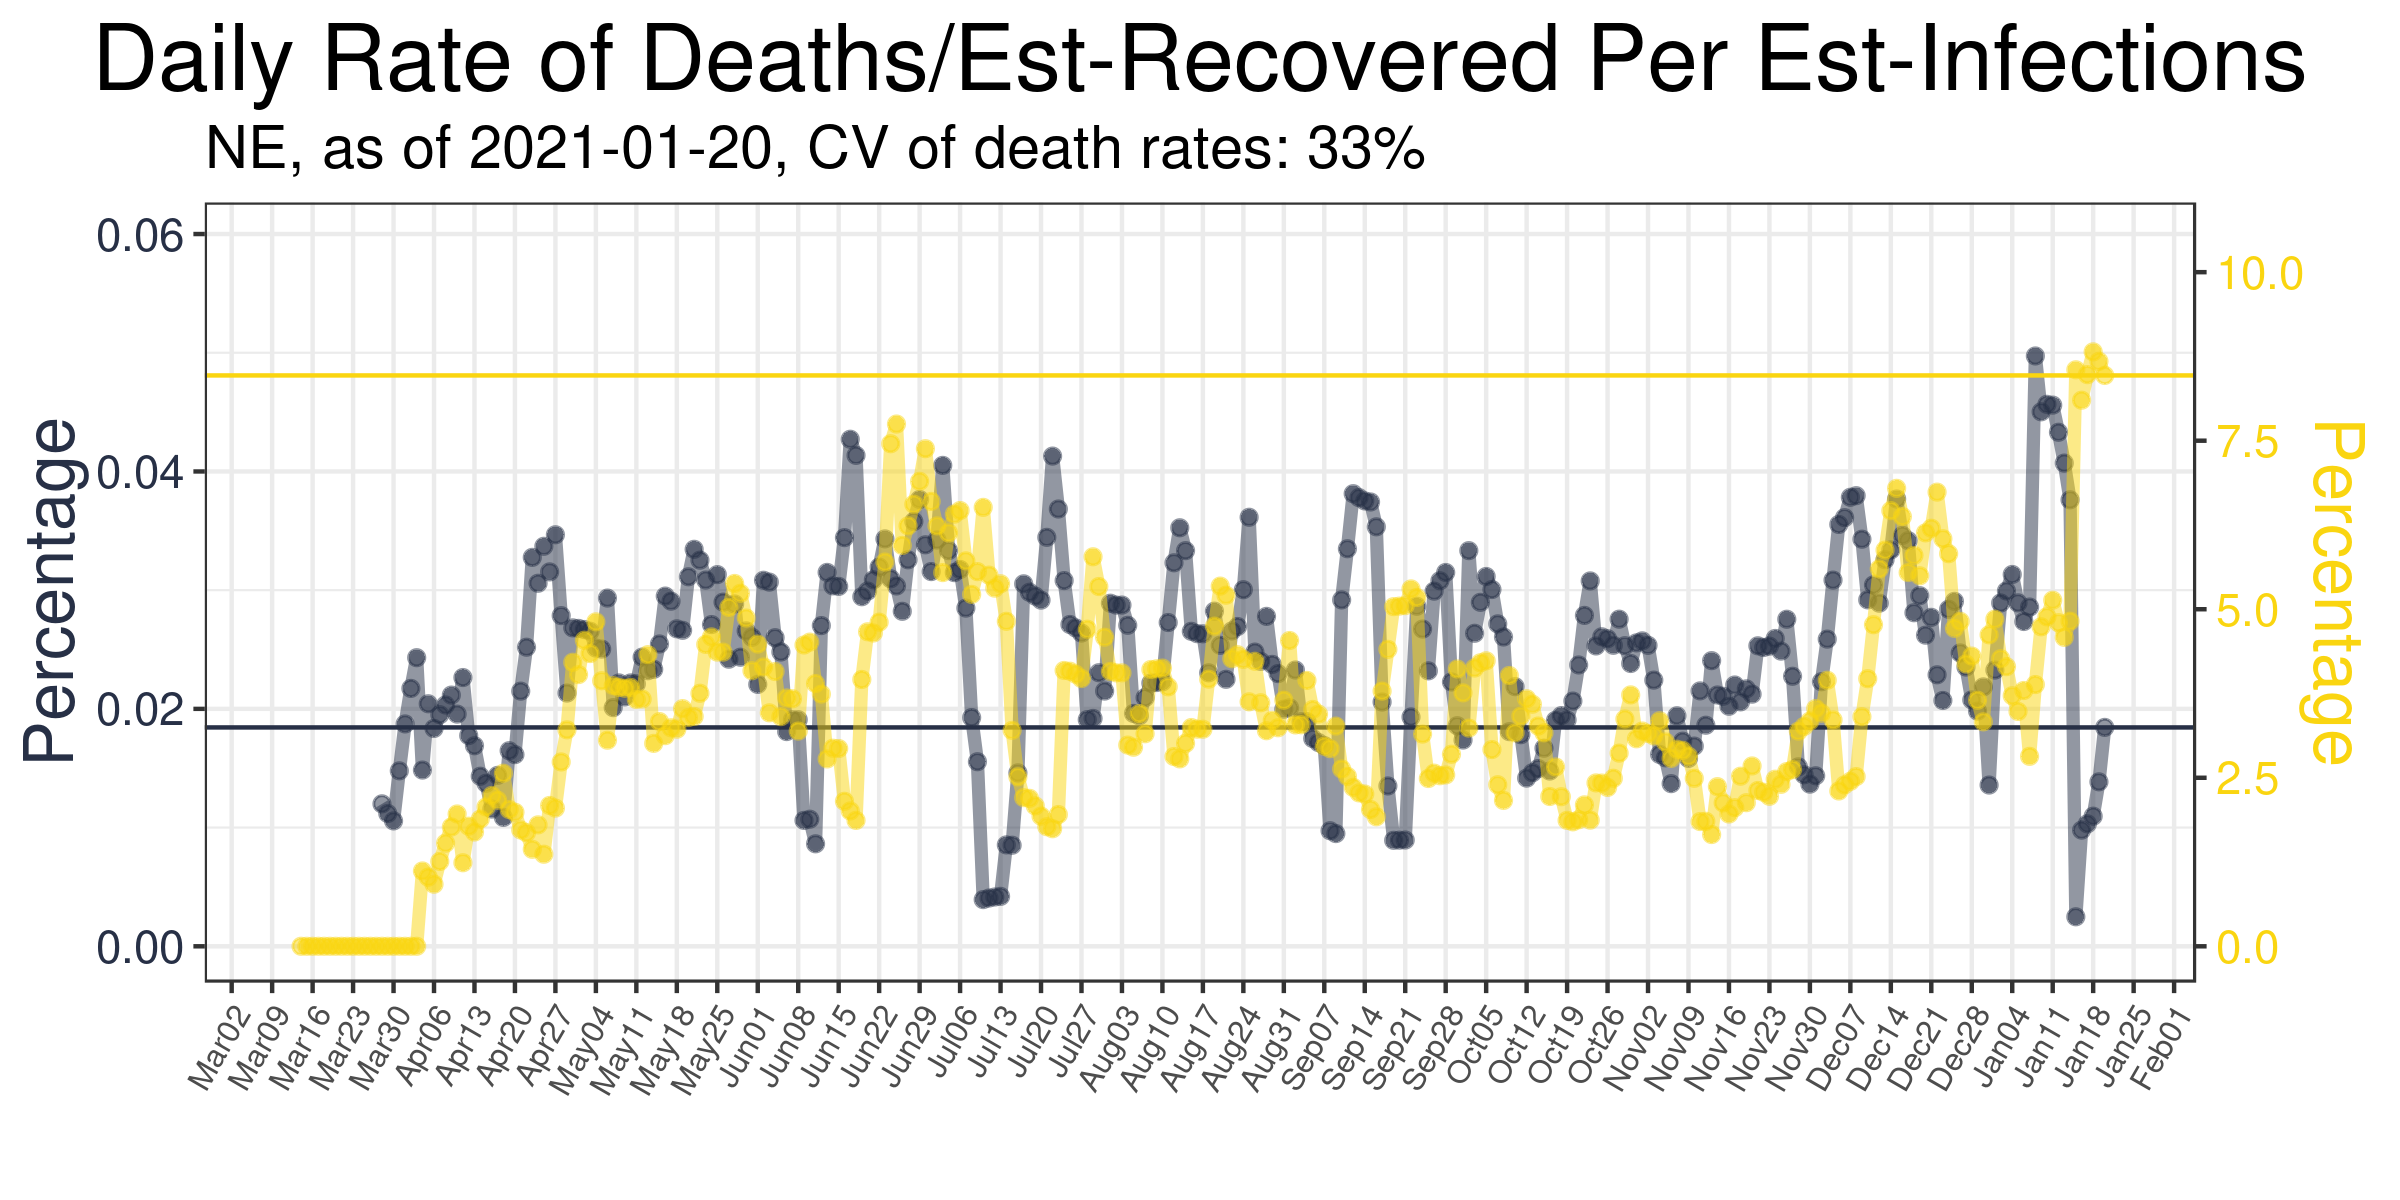 Daily Rate of Deaths/Est-Recovered Per Est-Infections
NE, as of 2021-01-20, CV of death rates: 33%
Percentage
0.06
0.04
0.02
0.00
10.0
7.5
5.0
2.5
0.0
Percentage
Mar02
Mar09
Mar16
Mar23
Mar30
Apr06
Apr13
Apr20
Apr27
May04
May11
May18
May25
Jun01
Jun08
Jun15
Jun22
Jun29
Jul06
Jul13
Jul20
Jul27
Aug03
Aug10
Aug17
Aug24
Aug31
Sep07
Sep14
Sep21
Sep28
Oct05
Oct12
Oct19
Oct26
Nov02
Nov09
Nov16
Nov23
Nov30
Dec07
Dec14
Dec21
Dec28
Jan04
Jan11
Jan18
Jan25
Feb01